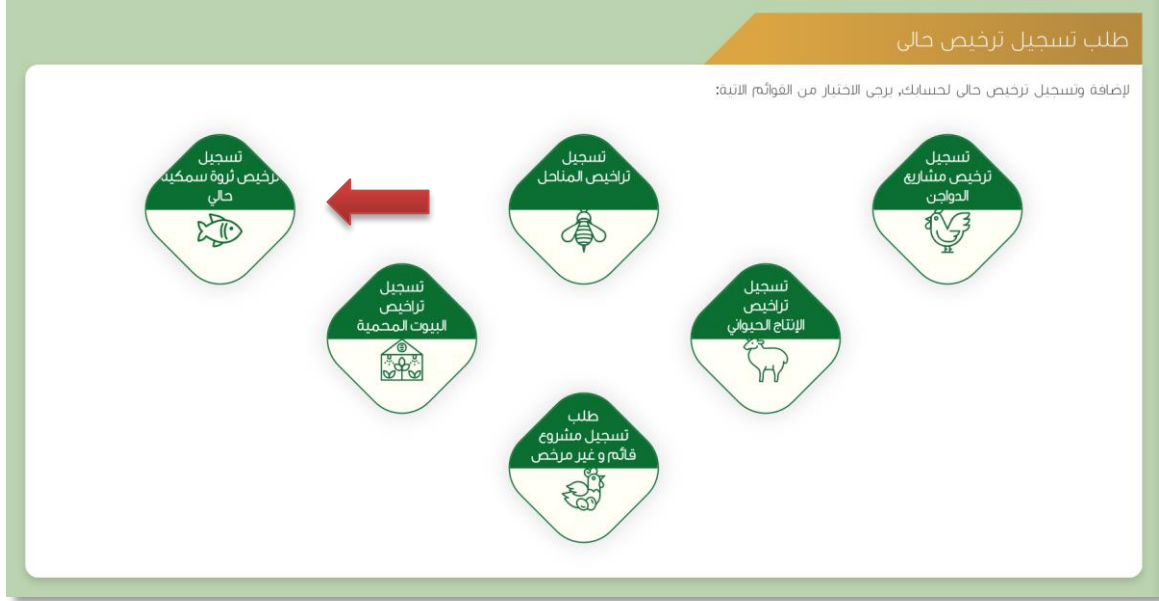 طلب تسجيل ترخيص حالى
لإضافة وتسجيل ترخيص حالى لحسابك, يرجى الاختيار من القوائم الاتية:
تسجيل
ترخيص مشاريع
الدواجن
تسجيل
تراخيص المناحل
تسجيل
ترخيص ثروة سمكية
حالي
تسجيل
تراخيص
الإنتاج الحيواني
تسجيل
تراخيص
البيوت المحمية
طلب
تسجيل مشروع
قائم و غير مرخص